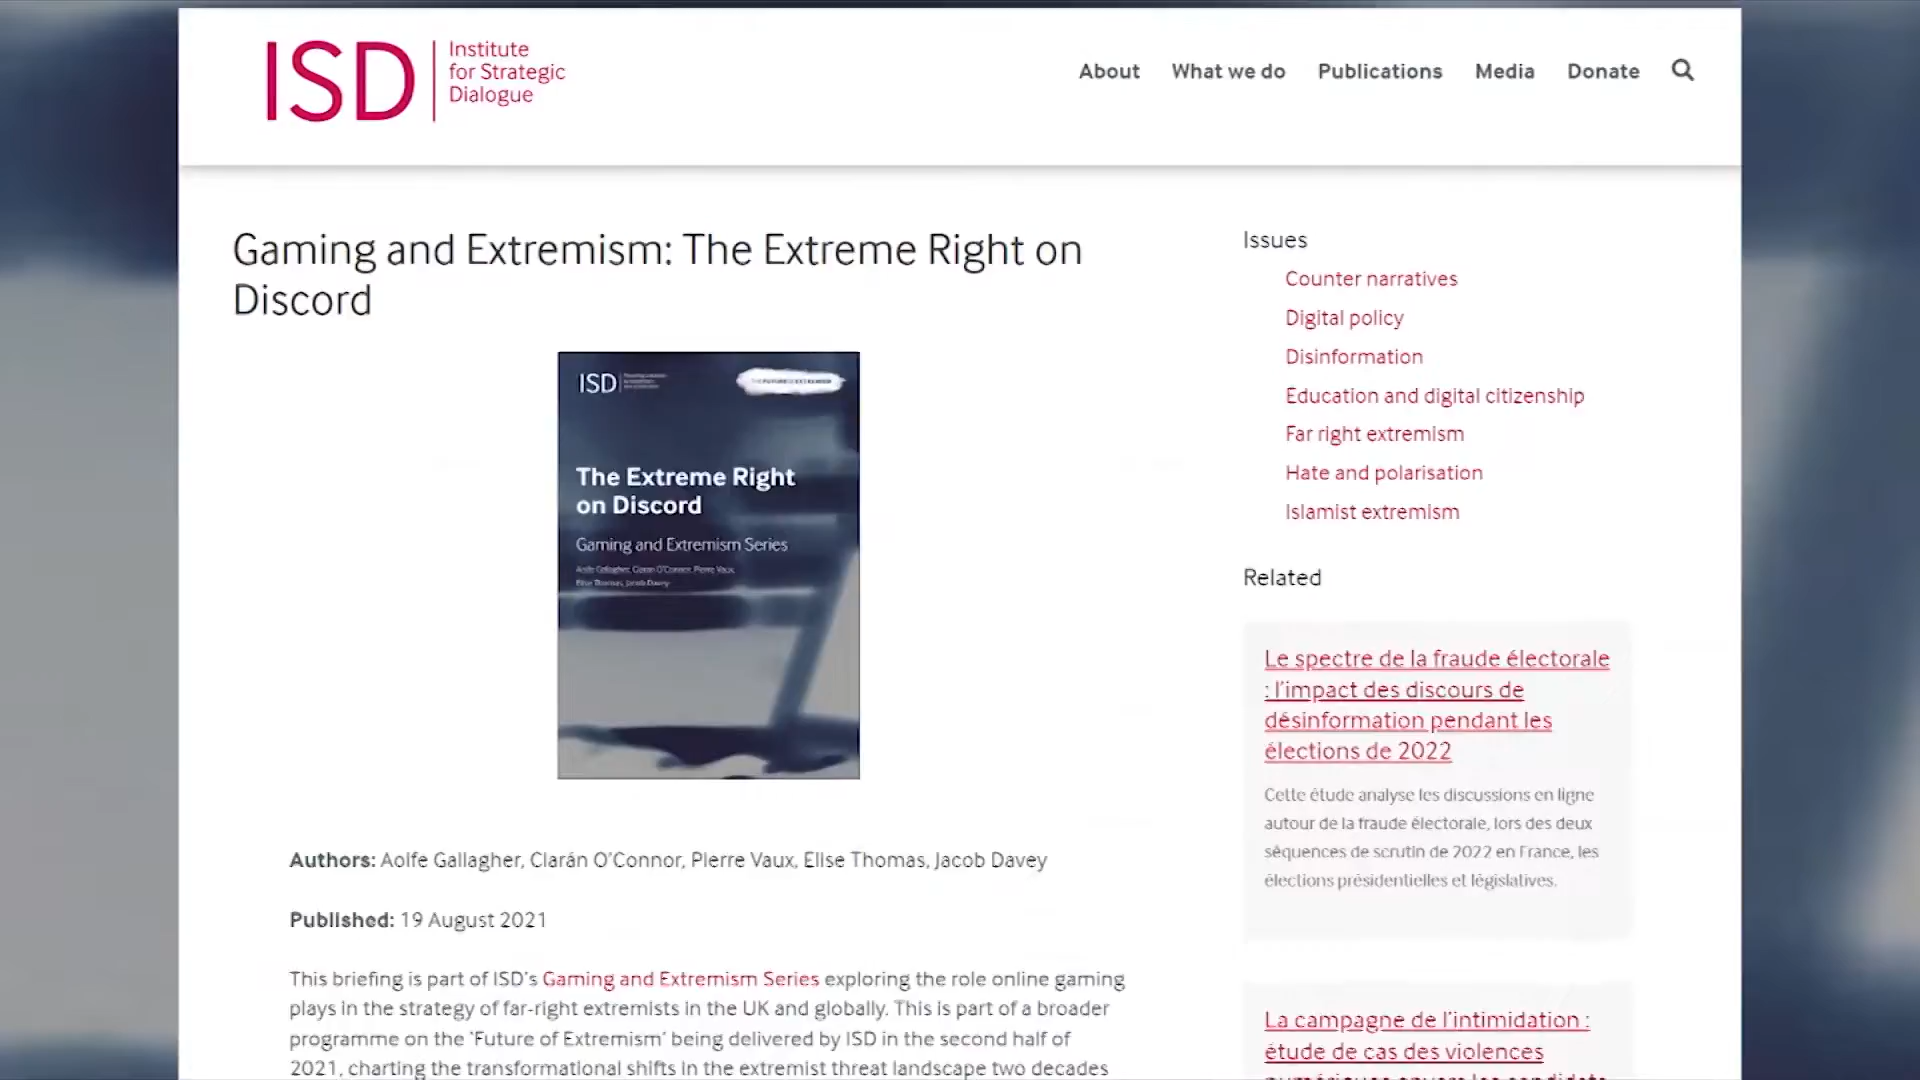 ISD
Institute
for Strategic
Dialogue
About
What we do
Publications
Media
Donate
Gaming and Extremism: The Extreme Right on
Discord
ISD
The Extreme Right
on Discord
Gaming and Extremism Series
Aoife Gallagher, Ciarán O'Connor, Pierre Vaux,
Elise Thomas, Jacob Davey
Authors: Aoife Gallagher, Ciarán O'Connor, Pierre Vaux, Elise Thomas, Jacob Davey
Published: 19 August 2021
This briefing is part of ISD's Gaming and Extremism Series exploring the role online gaming
plays in the strategy of far-right extremists in the UK and globally. This is part of a broader
programme on the 'Future of Extremism' being delivered by ISD in the second half of
2021, charting the transformational shifts in the extremist threat landscape two decades
Issues
Counter narratives
Digital policy
Disinformation
Education and digital citizenship
Far right extremism
Hate and polarisation
Islamist extremism
Related
Le spectre de la fraude électorale
: l'impact des discours de
désinformation pendant les
élections de 2022
Cette étude analyse les discussions en ligne
autour de la fraude électorale, lors des deux
séquences de scrutin de 2022 en France, les
élections présidentielles et législatives.
La campagne de l'intimidation :
étude de cas des violences
numériques envers les candidats